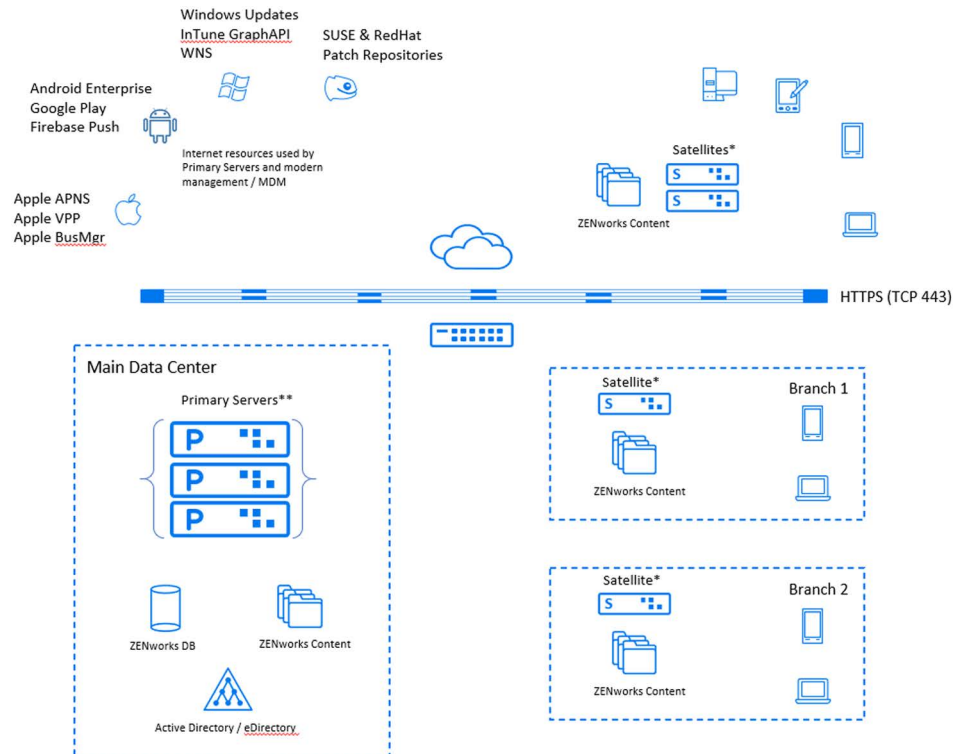 Windows Updates
InTune GraphAPI
WNS
SUSE & RedHat
Patch Repositories
Android Enterprise
Google Play
Firebase Push
Internet resources used by
Primary Servers and modern
management / MDM
Apple APNS
Apple VPP
Apple BusMgr
Satellites*
S
S
ZENworks Content
HTTPS (TCP 443)
Main Data Center
Primary Servers**
P
P
P
ZENworks DB
ZENworks Content
Active Directory / eDirectory
Satellite*
Branch 1
S
ZENworks Content
Satellite*
Branch 2
S
ZENworks Content